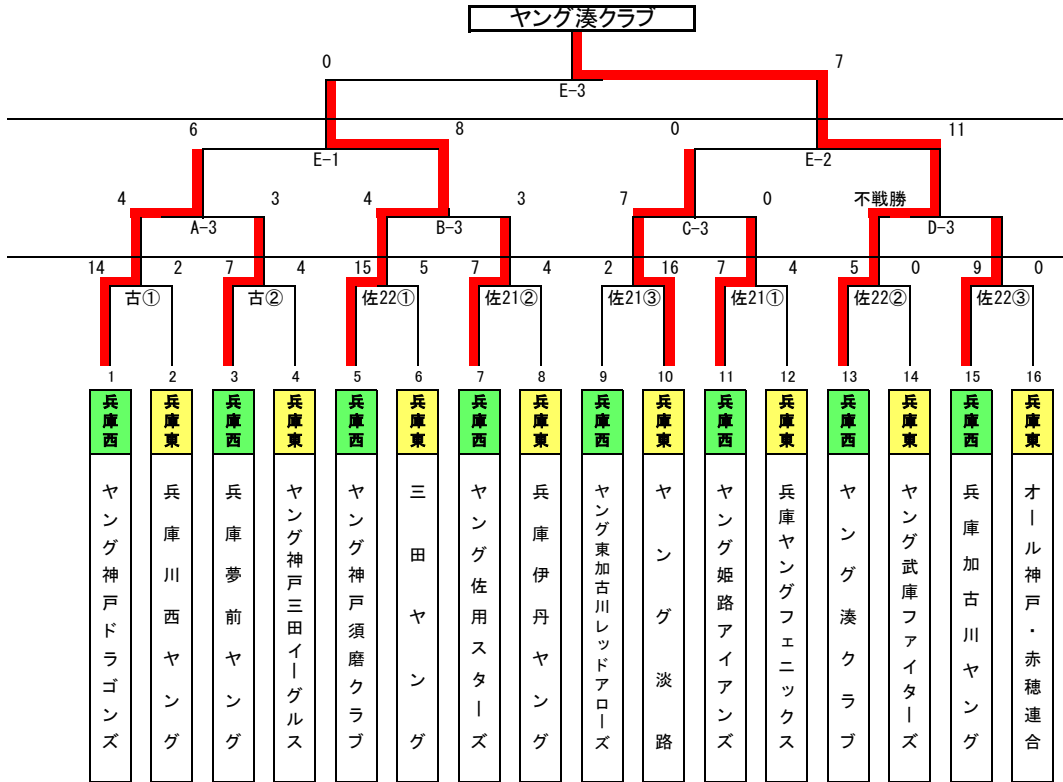 ヤング湊クラブ
0 7
E-3
6 8 0 11
E-1 E-2
4 3 4 3 7 0 不戦勝
A-3 B-3 C-3 D-3
14 2 7 4 15 5 7 4 2 16 7 4 5 0 9 0
古① 古② 佐22① 佐21② 佐21③ 佐21① 佐22② 佐22③
1 2 3 4 5 6 7 8 9 10 11 12 13 14 15 16
兵庫西 兵庫東 兵庫西 兵庫東 兵庫西 兵庫東 兵庫西 兵庫東 兵庫西 兵庫東 兵庫西 兵庫東 兵庫西 兵庫東 兵庫西 兵庫東
ヤング神戸ドラゴンズ
兵庫川西ヤング
兵庫夢前ヤング
ヤング神戸三田イーグルス
ヤング神戸須磨クラブ
三田ヤング
ヤング佐用スターズ
兵庫伊丹ヤング
ヤング東加古川レッドアローズ
ヤング淡路
ヤング姫路アイアンズ
兵庫ヤングフェニックス
ヤング湊クラブ
ヤング武庫ファイターズ
兵庫加古川ヤング
オール神戸・赤穂連合